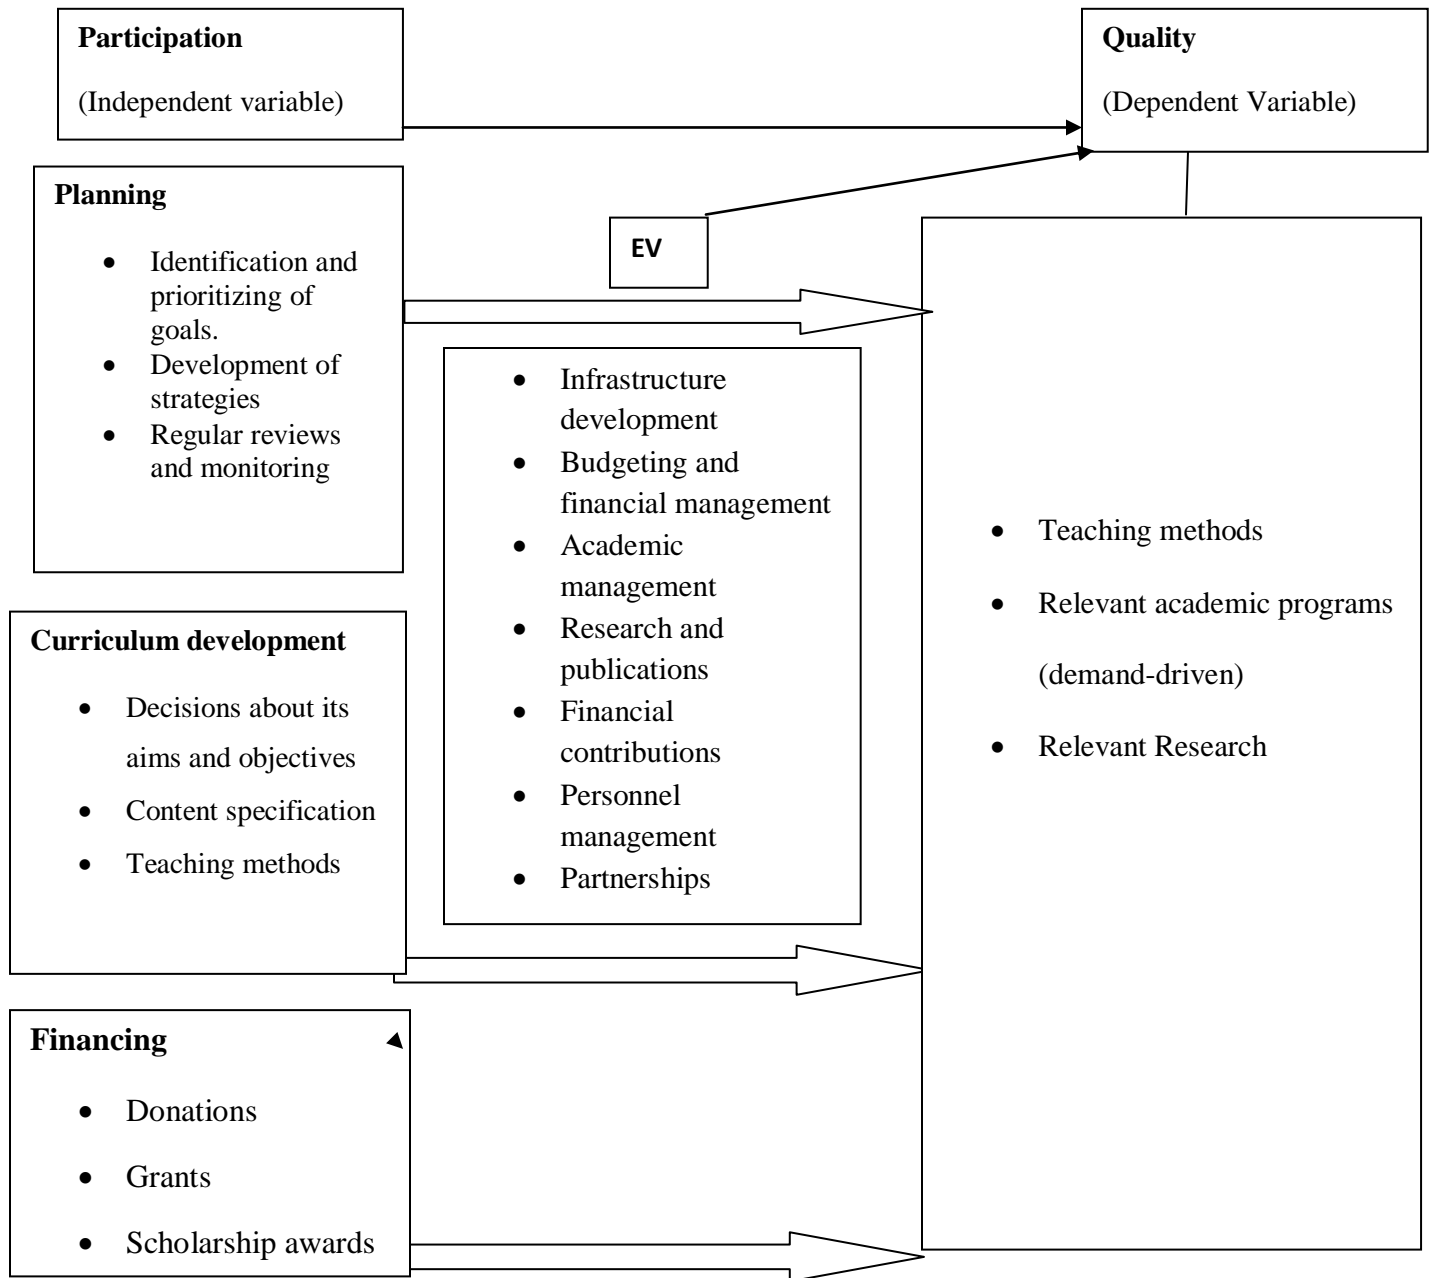 Participation
(Independent variable)
Quality
(Dependent Variable)
Planning
• Identification and
prioritizing of
goals.
• Development of
strategies
• Regular reviews
and monitoring
EV
• Infrastructure
development
• Budgeting and
financial management
• Academic
management
• Research and
publications
• Financial
contributions
• Personnel
management
• Partnerships
• Teaching methods
• Relevant academic programs
(demand-driven)
• Relevant Research
Curriculum development
• Decisions about its
aims and objectives
• Content specification
• Teaching methods
Financing
• Donations
• Grants
• Scholarship awards